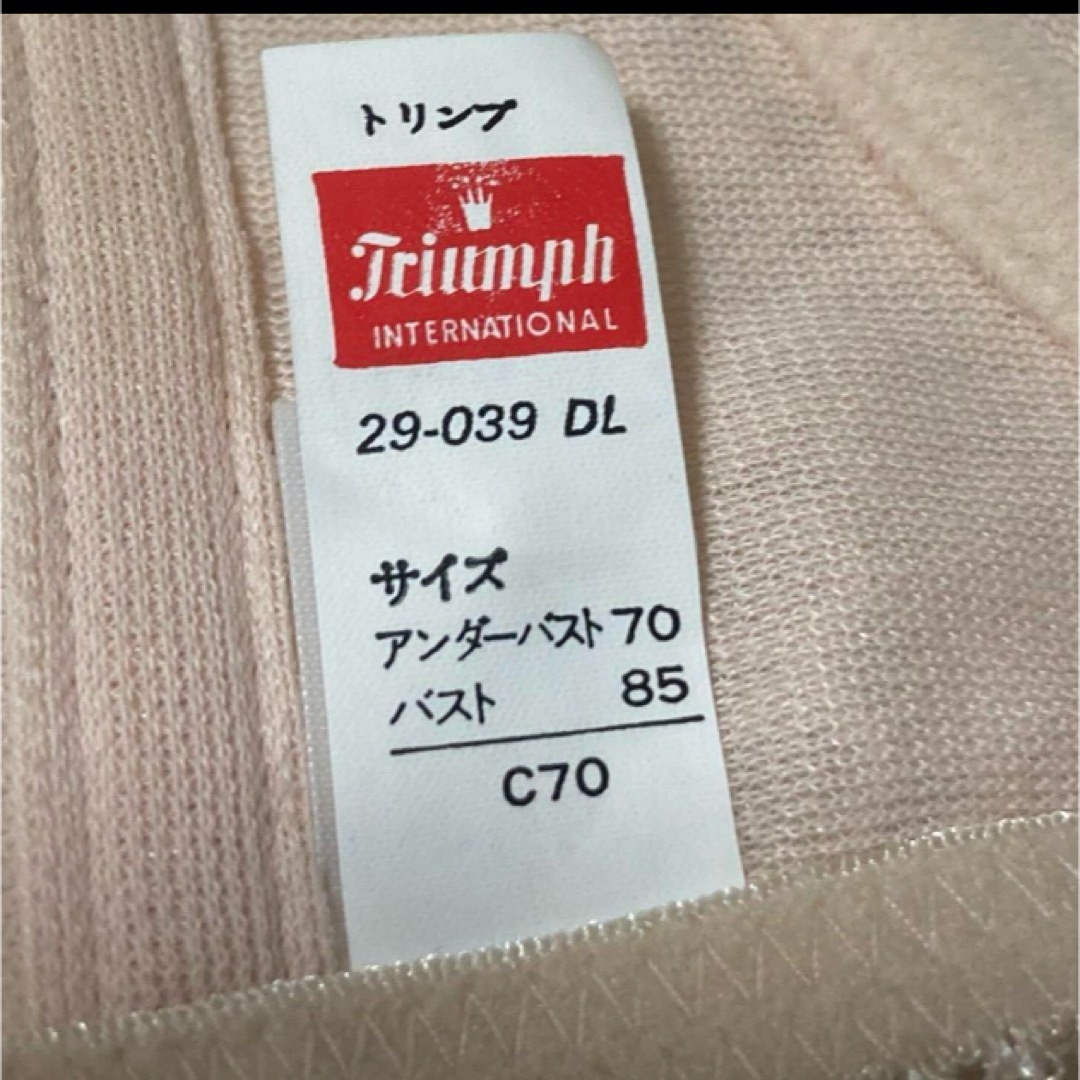 トリンプ
Triumph
INTERNATIONAL
29-039 DL
サイズ
アンダーバスト 70
バスト 85
C70